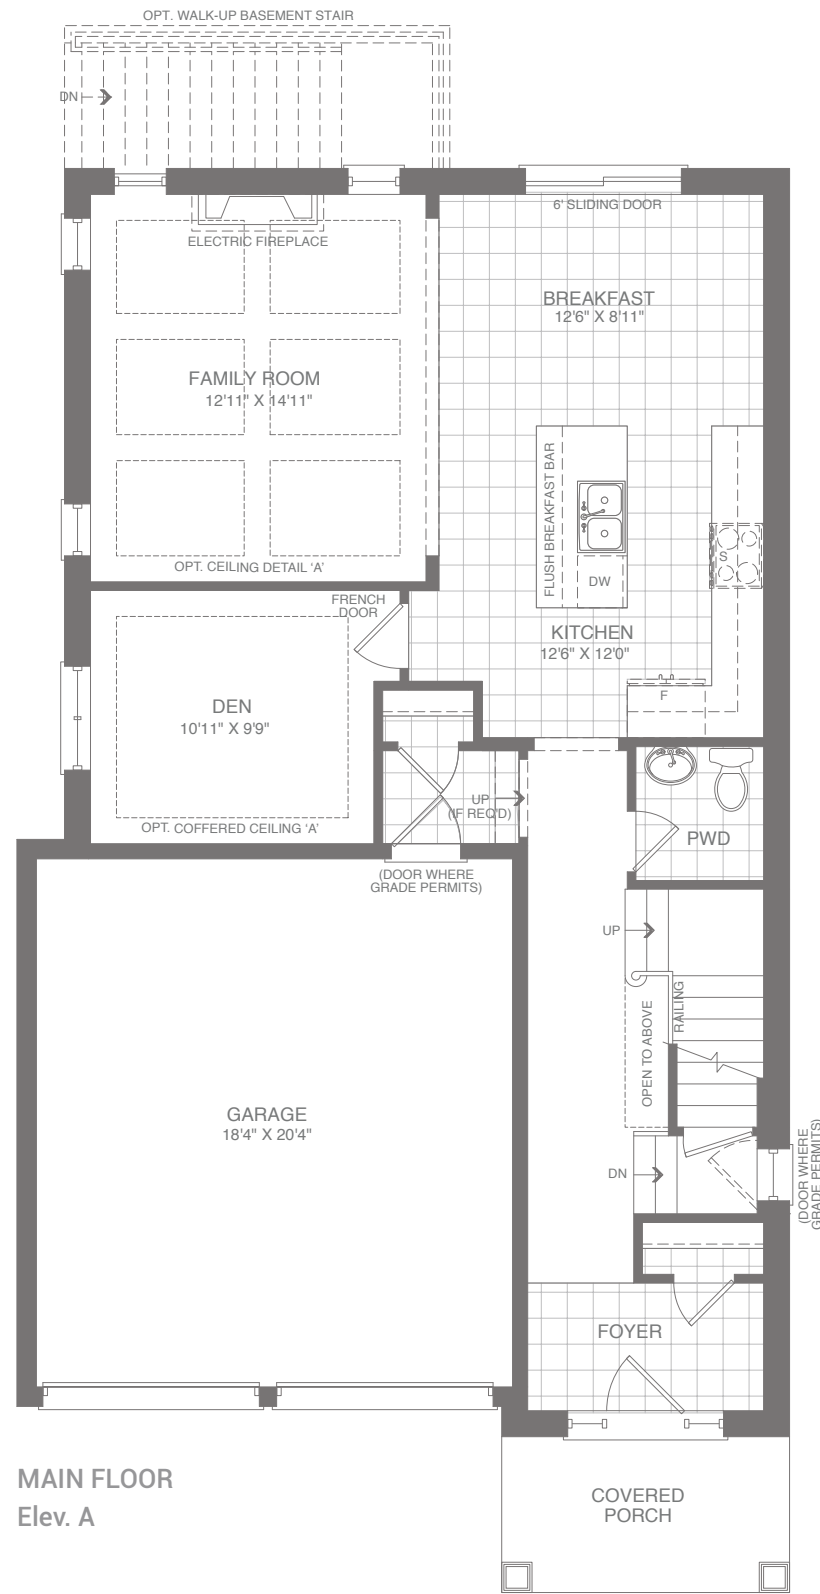 OPT. WALK-UP BASEMENT STAIR
DN
6' SLIDING DOOR
ELECTRIC FIREPLACE
BREAKFAST
12'6" X 8'11"
FAMILY ROOM
12'11" X 14'11"
FLUSH BREAKFAST BAR
S
DW
OPT. CEILING DETAIL 'A'
FRENCH
DOOR
KITCHEN
12'6" X 12'0"
F
DEN
10'11" X 9'9"
UP
(IF REQ'D)
OPT. COFFERED CEILING 'A'
PWD
(DOOR WHERE
GRADE PERMITS)
UP
RAILING
OPEN TO ABOVE
GARAGE
18'4" X 20'4"
DN
(DOOR WHERE
GRADE PERMITS)
FOYER
MAIN FLOOR
Elev. A
COVERED
PORCH